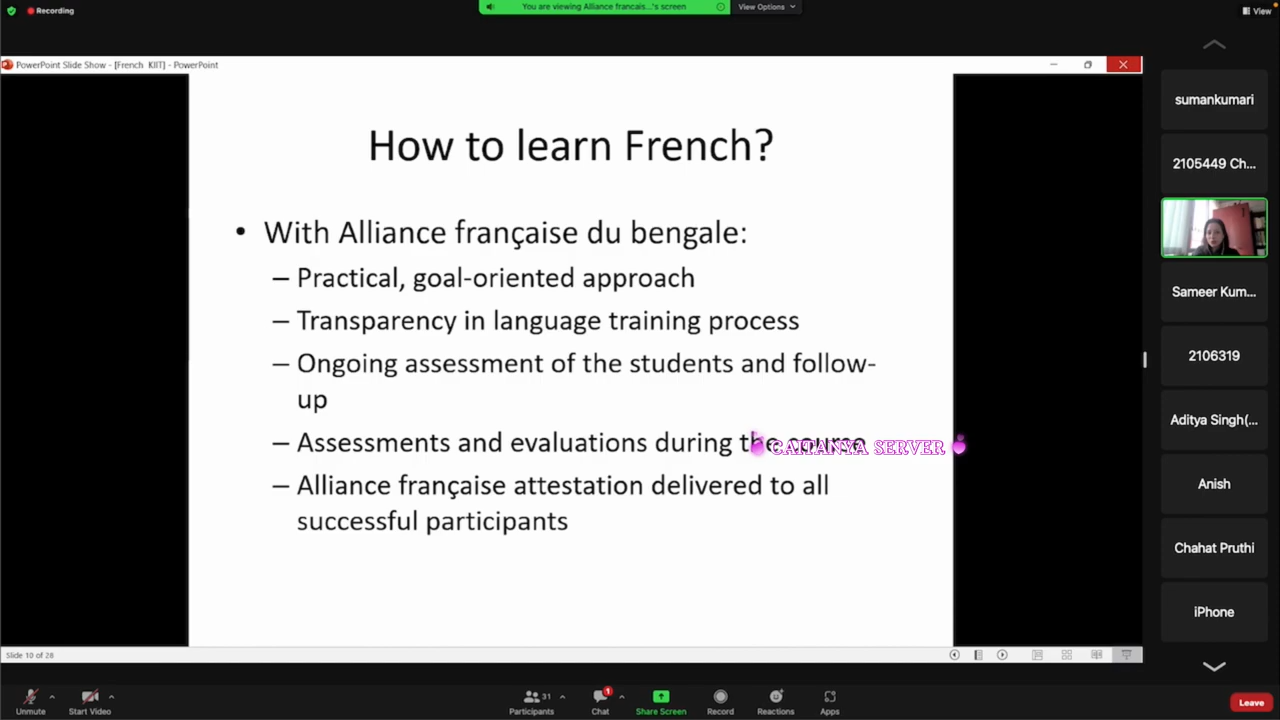 Recording
You are viewing Alliance francais...'s screen
View Options
View
PowerPoint Slide Show - [French KIIT] - PowerPoint
How to learn French?
• With Alliance française du bengale:
– Practical, goal-oriented approach
– Transparency in language training process
– Ongoing assessment of the students and follow-
up
– Assessments and evaluations during the course
CAITANYA SERVER
– Alliance française attestation delivered to all
successful participants
sumankumari
2105449 Ch...
Sameer Kum...
2106319
Aditya Singh(...
Anish
Chahat Pruthi
iPhone
Slide 10 of 28
Unmute
Start Video
31
Participants
1
Chat
Share Screen
Record
Reactions
Apps
Leave